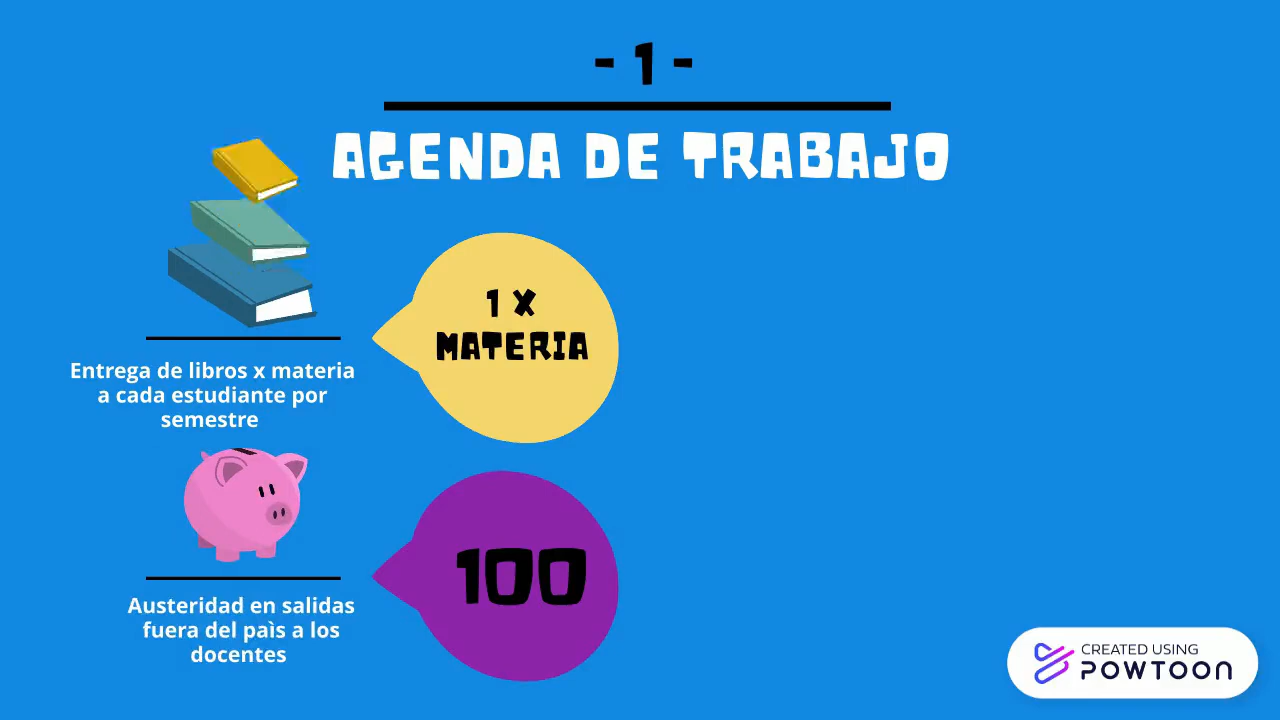 - 1 -
AGENDA DE TRABAJO
1 X
MATERIA
Entrega de libros x materia
a cada estudiante por
semestre
100
Austeridad en salidas
fuera del paìs a los
docentes
CREATED USING
POWTOON